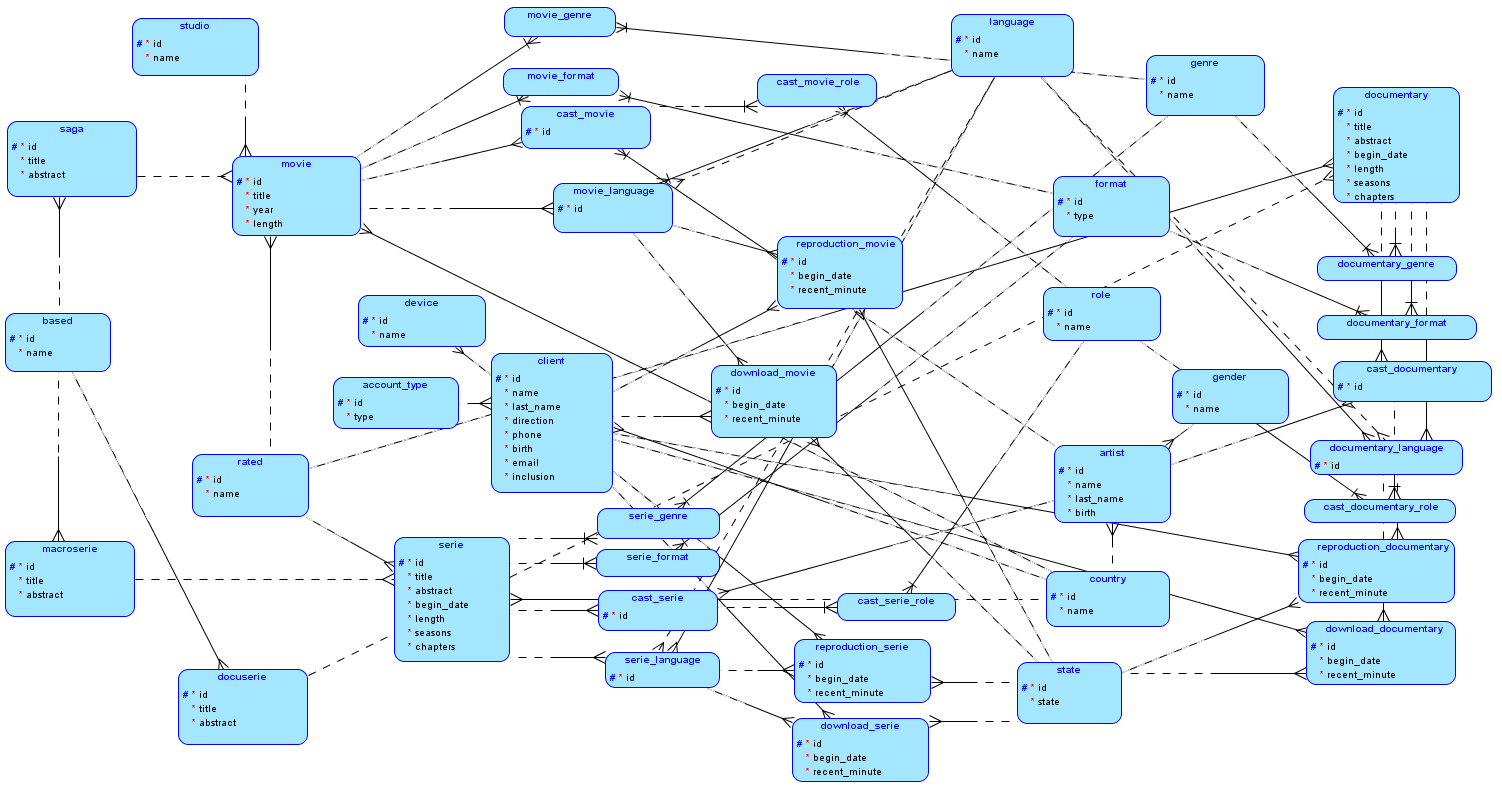 studio
# * id
* name
movie_genre
movie_format
cast_movie
# * id
cast_movie_role
language
# * id
* name
genre
# * id
* name
documentary
# * id
* title
* abstract
* begin_date
* length
* seasons
* chapters
saga
# * id
* title
* abstract
movie
# * id
* title
* year
* length
movie_language
# * id
format
# * id
* type
reproduction_movie
# * id
* begin_date
* recent_minute
documentary_genre
documentary_format
role
# * id
* name
device
# * id
* name
based
# * id
* name
account_type
# * id
* type
client
# * id
* name
* last_name
* direction
* phone
* birth
* email
* inclusion
download_movie
# * id
* begin_date
* recent_minute
gender
# * id
* name
cast_documentary
# * id
artist
# * id
* name
* last_name
* birth
documentary_language
# * id
rated
# * id
* name
cast_documentary_role
serie_genre
serie_format
cast_serie
# * id
serie_language
# * id
cast_serie_role
macroserie
# * id
* title
* abstract
serie
# * id
* title
* abstract
* begin_date
* length
* seasons
* chapters
country
# * id
* name
reproduction_documentary
# * id
* begin_date
* recent_minute
download_documentary
# * id
* begin_date
* recent_minute
reproduction_serie
# * id
* begin_date
* recent_minute
state
# * id
* state
docuserie
# * id
* title
* abstract
download_serie
# * id
* begin_date
* recent_minute